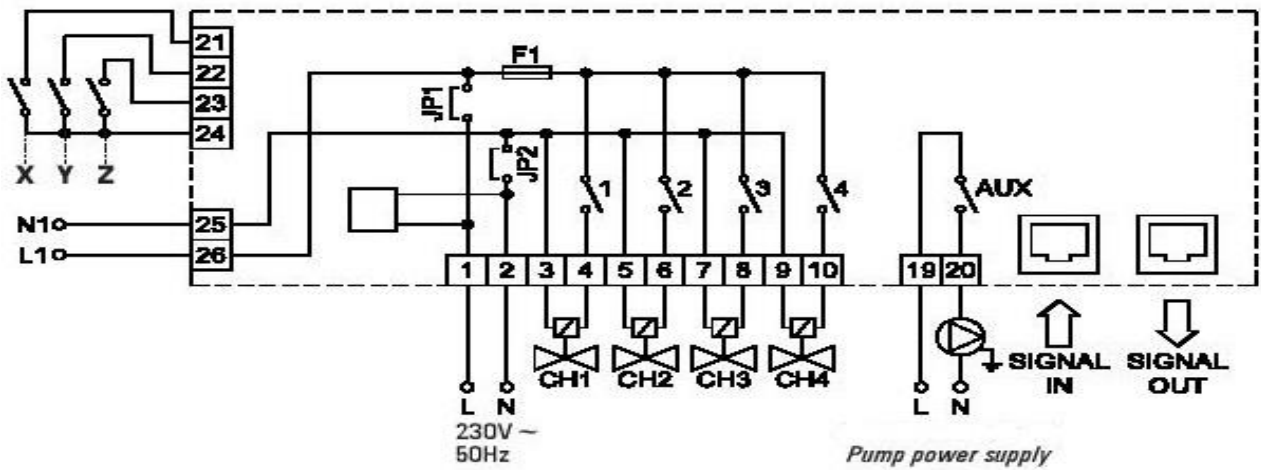 21
22
F1
23
JP1
24
JP2
X Y Z
1 2 3 4 AUX
N1 25
L1 26
1 2 3 4 5 6 7 8 9 10 19 20
CH1 CH2 CH3 CH4
SIGNAL IN
SIGNAL OUT
L N
L N
230V ~
50Hz
Pump power supply